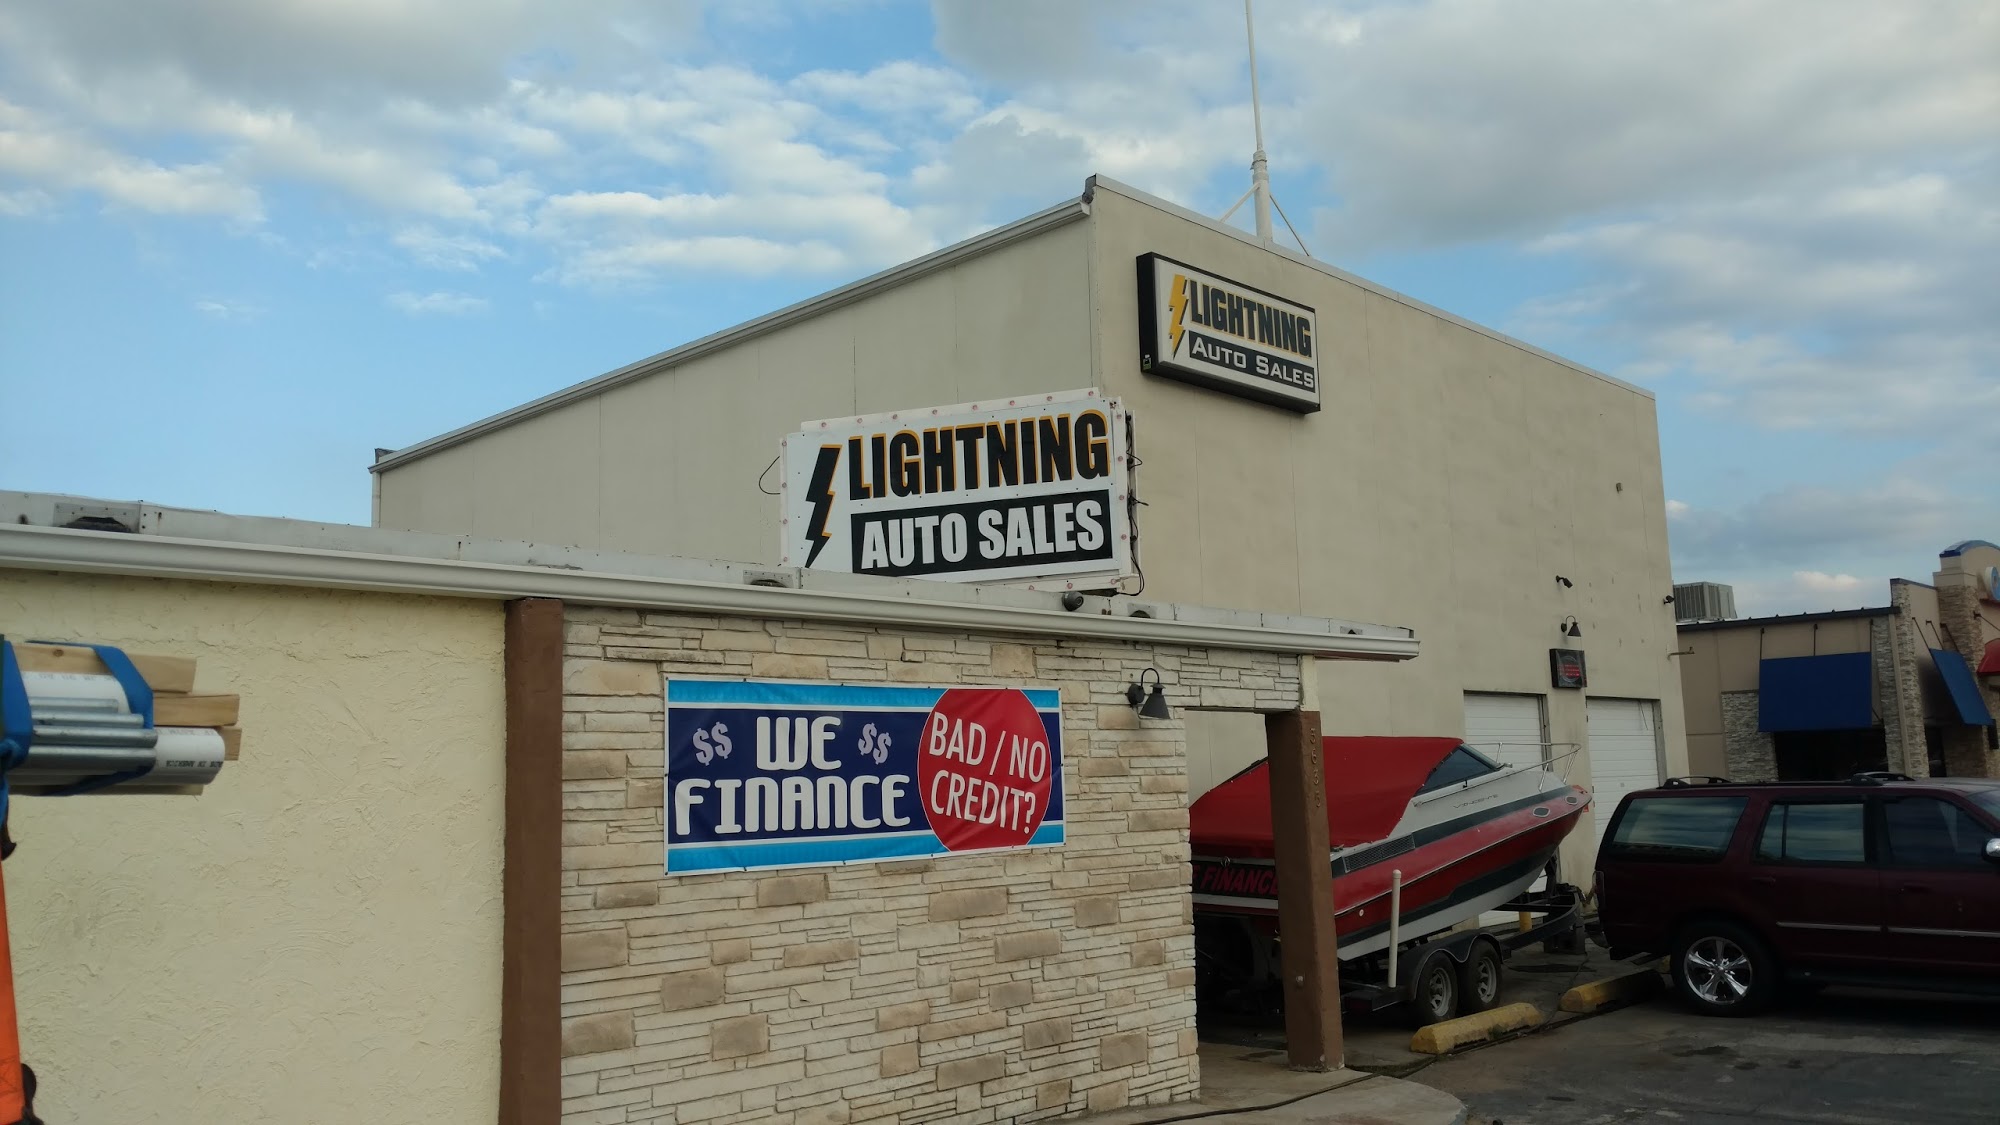 LIGHTNING
AUTO SALES
LIGHTNING
AUTO SALES
$$ WE $$
FINANCE
BAD / NO
CREDIT?
FINANCE